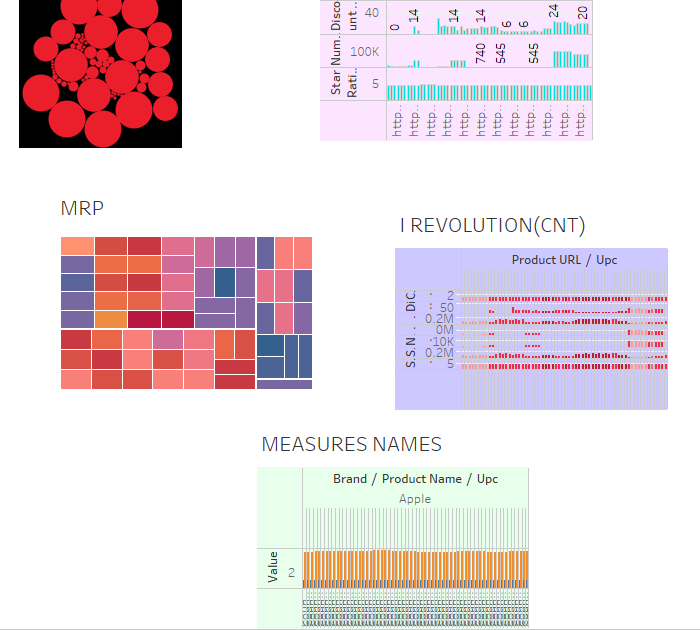 Disco unt..
40
0
14
14
14
6
6
24
20
Num..
100K
740
545
545
Star Rati..
5
http..
http..
http..
http..
http..
http..
http..
http..
http..
http..
http..
http..
MRP
I REVOLUTION(CNT)
Product URL / Upc
DiC.
2
50
0.2M
0M
10K
0.2M
5
S.S.N.
MEASURES NAMES
Brand / Product Name / Upc
Apple
Value
2